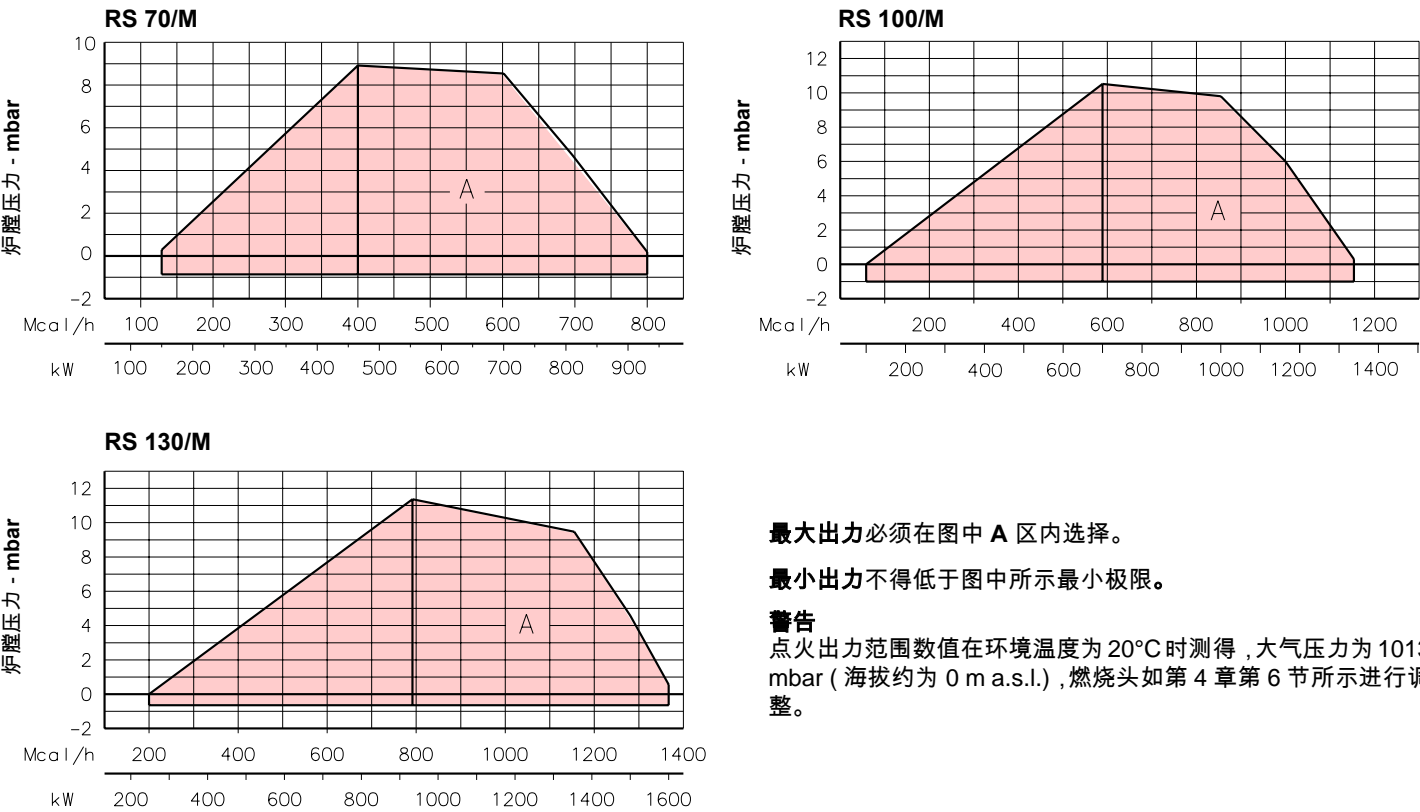 RS 70/M
炉膛压力 - mbar
10
8
6
4
2
0
-2
A
Mcal/h 100 200 300 400 500 600 700 800
kW 100 200 300 400 500 600 700 800 900
RS 100/M
炉膛压力 - mbar
12
10
8
6
4
2
0
-2
A
Mcal/h 200 400 600 800 1000 1200
kW 200 400 600 800 1000 1200 1400
RS 130/M
炉膛压力 - mbar
12
10
8
6
4
2
0
-2
A
Mcal/h 200 400 600 800 1000 1200 1400
kW 200 400 600 800 1000 1200 1400 1600
最大出力必须在图中 A 区内选择。
最小出力不得低于图中所示最小极限。
警告
点火出力范围数值在环境温度为 20°C 时测得 ,大气压力为 1013
mbar ( 海拔约为 0 m a.s.l.) ,燃烧头如第 4 章第 6 节所示进行调
整。